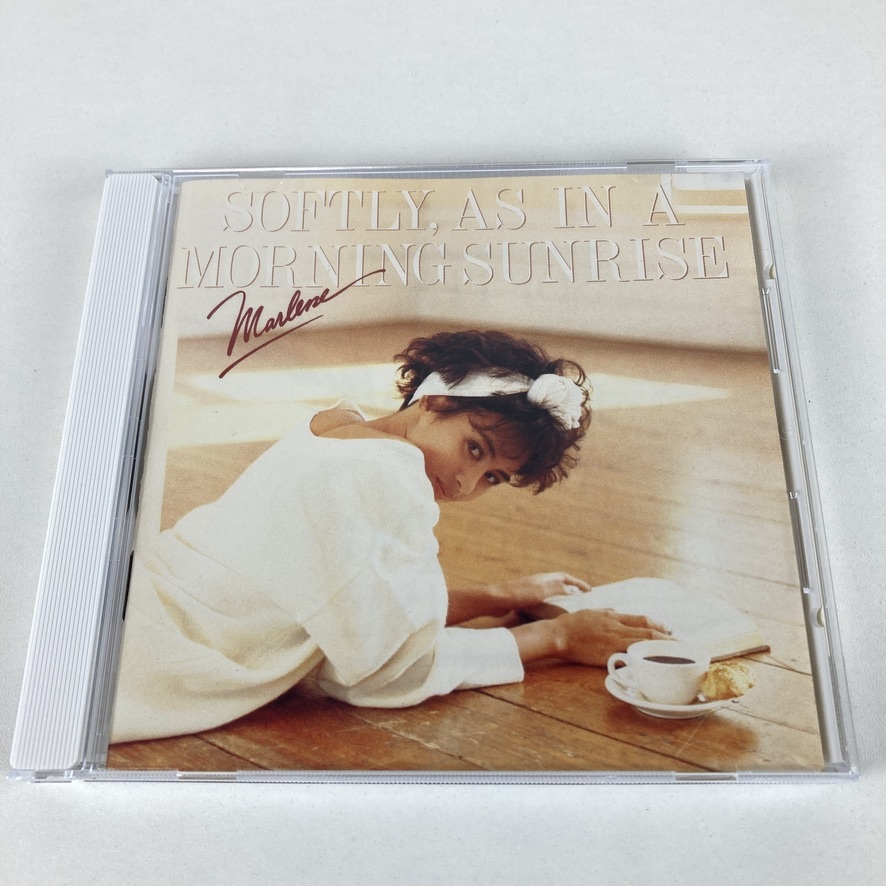 SOFTLY, AS IN A
MORNING SUNRISE
Marlene